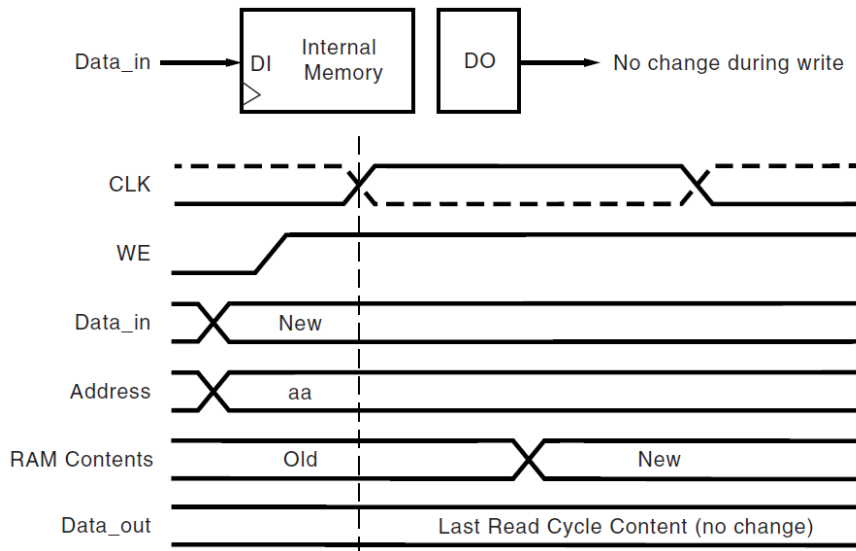 Data_in
DI
Internal
Memory
DO
No change during write
CLK
WE
Data_in
New
Address
aa
RAM Contents
Old
New
Data_out
Last Read Cycle Content (no change)